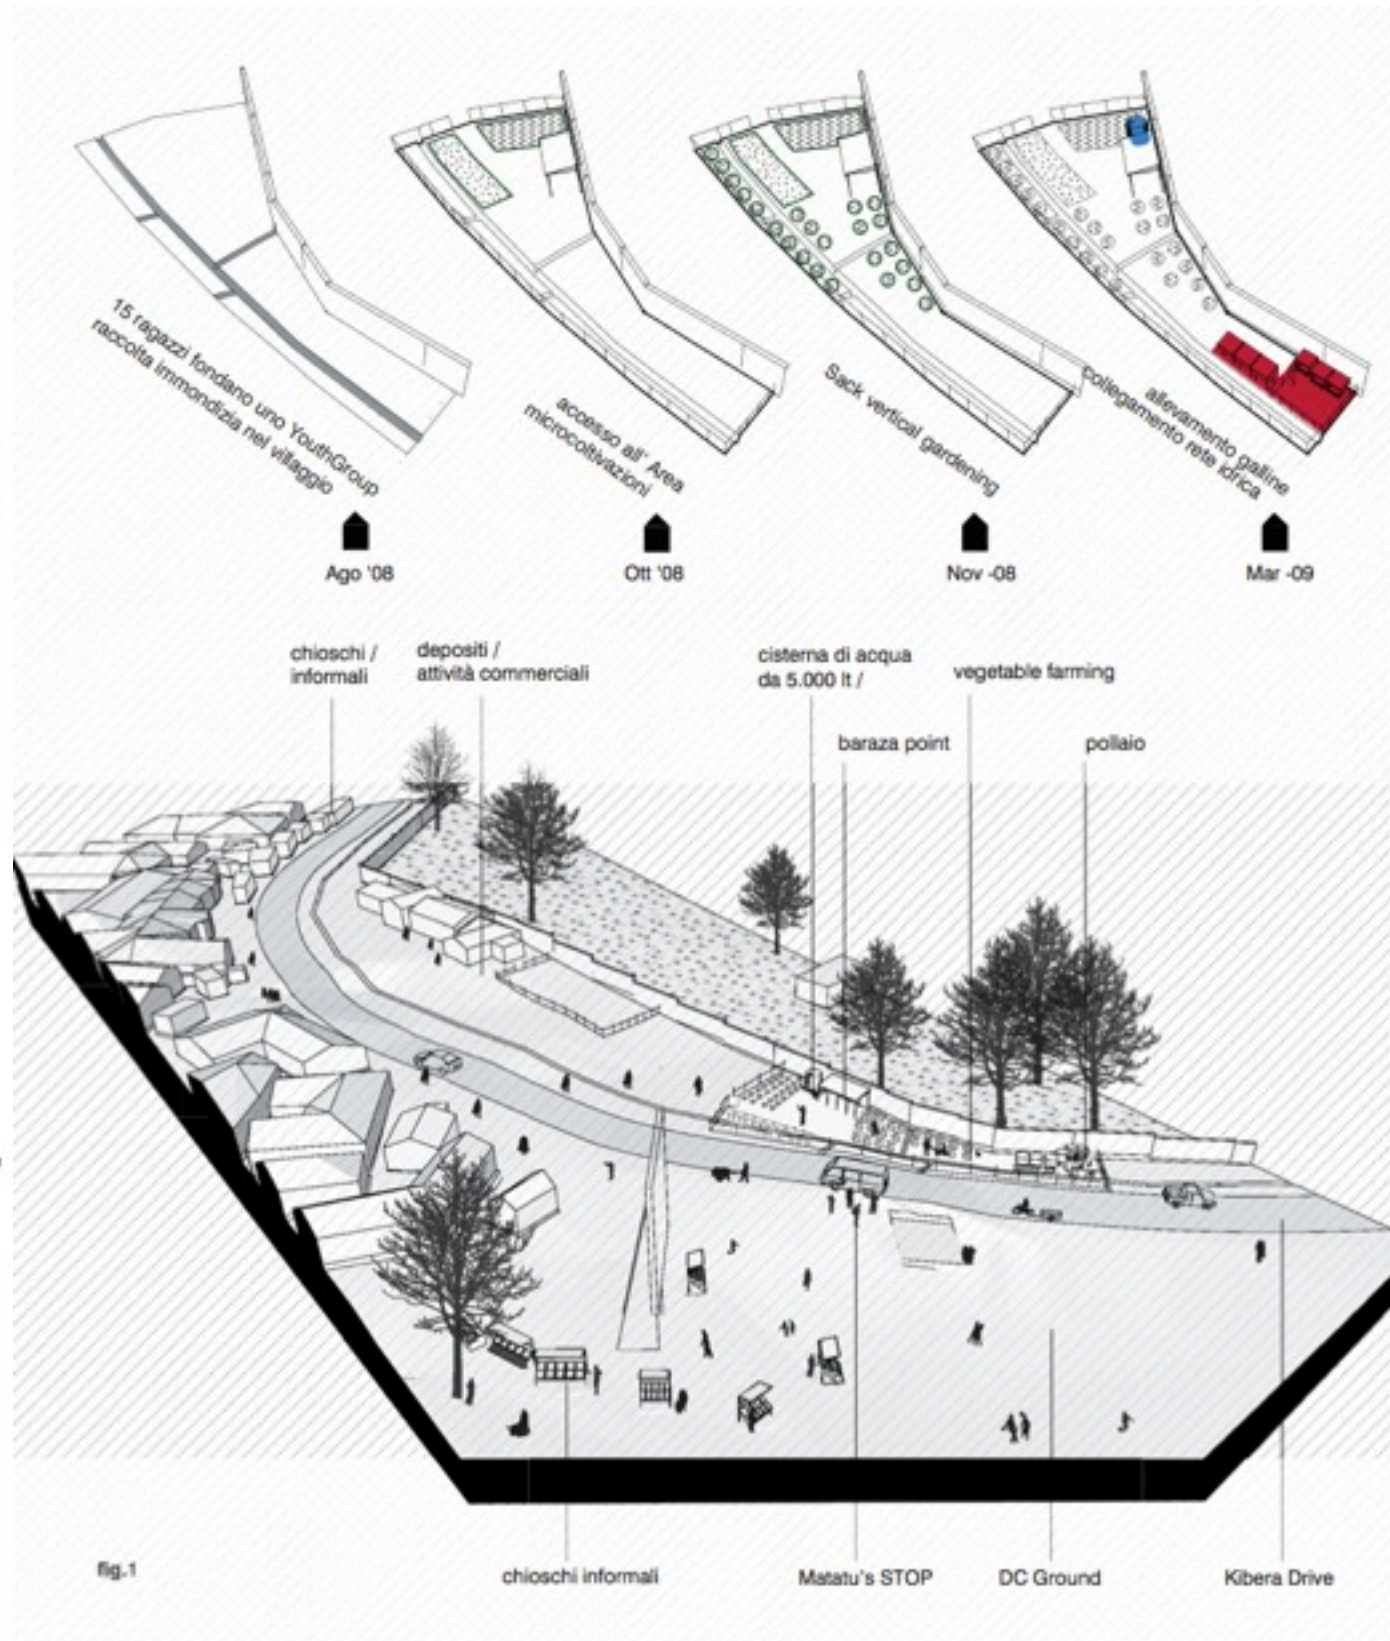 15 ragazzi fondano uno YouthGroup
raccolta immondizia nel villaggio
accesso all' Area
microcoltivazioni
Sack vertical gardening
allevamento galline
collegamento rete idrica
Ago '08
Ott '08
Nov -08
Mar -09
chioschi /
informali
depositi /
attività commerciali
cisterna di acqua
da 5.000 lt /
vegetable farming
baraza point
pollaio
fig.1
chioschi informali
Matatu's STOP
DC Ground
Kibera Drive